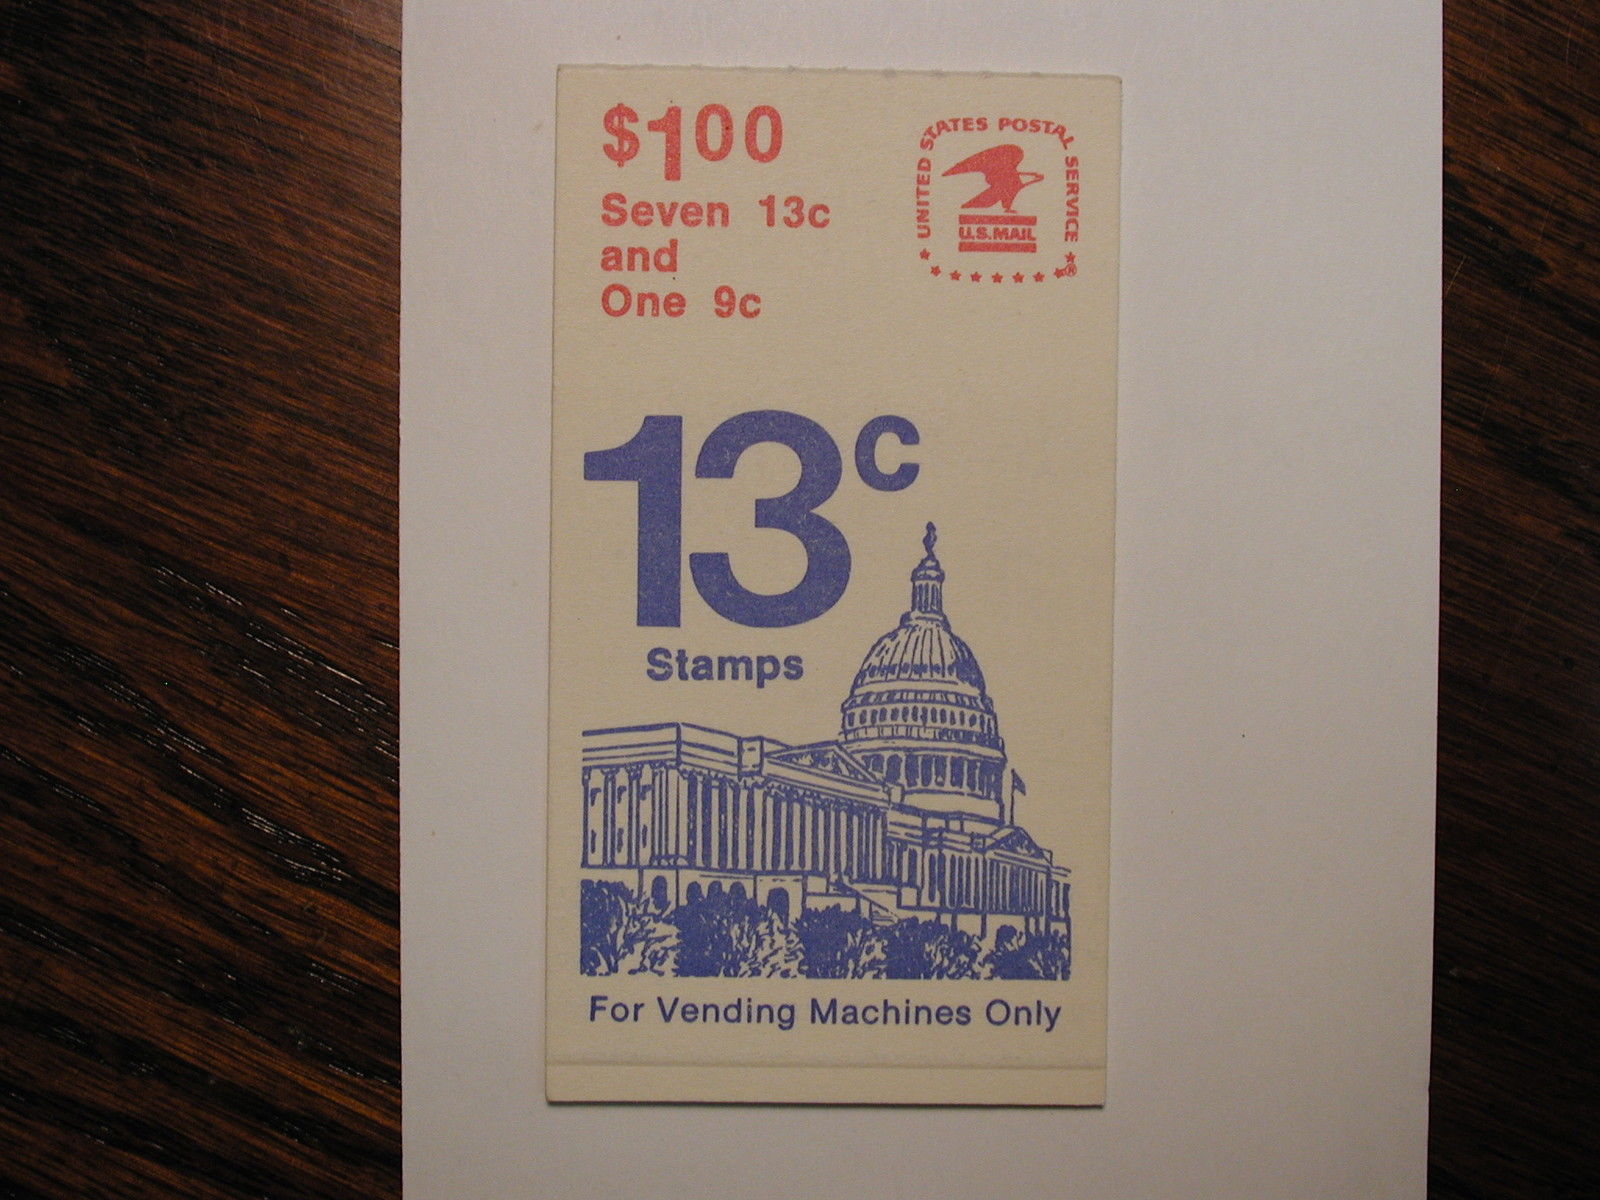 $1.00
Seven 13c
and
One 9c
★ UNITED STATES POSTAL SERVICE ★®
U.S.MAIL
13c
Stamps
For Vending Machines Only